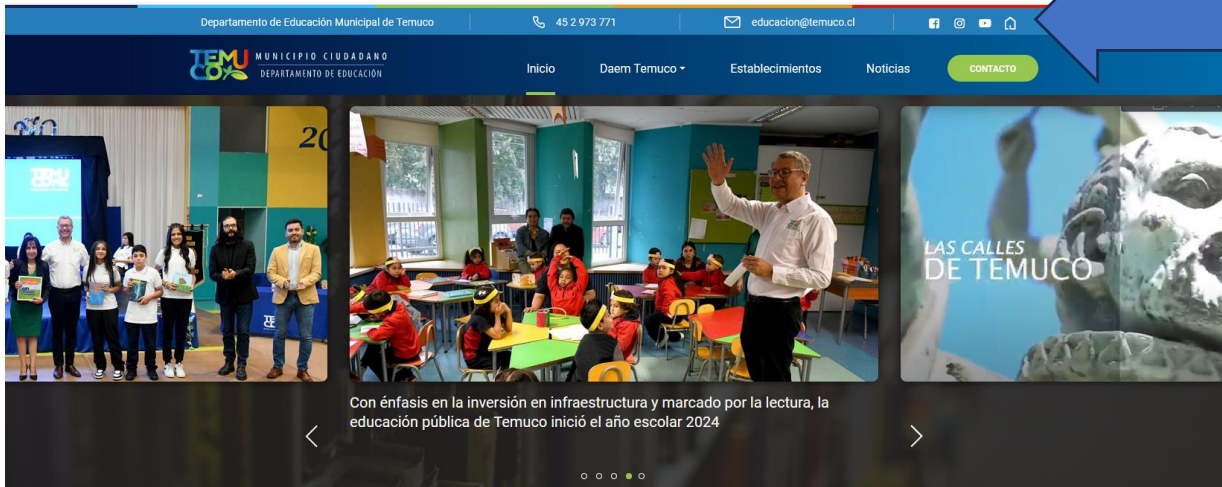 Departamento de Educación Municipal de Temuco
45 2 973 771
educacion@temuco.cl
TEMUCO
MUNICIPIO CIUDADANO
DEPARTAMENTO DE EDUCACIÓN
Inicio
Daem Temuco
Establecimientos
Noticias
CONTACTO
LAS CALLES
DE TEMUCO
Con énfasis en la inversión en infraestructura y marcado por la lectura, la
educación pública de Temuco inició el año escolar 2024